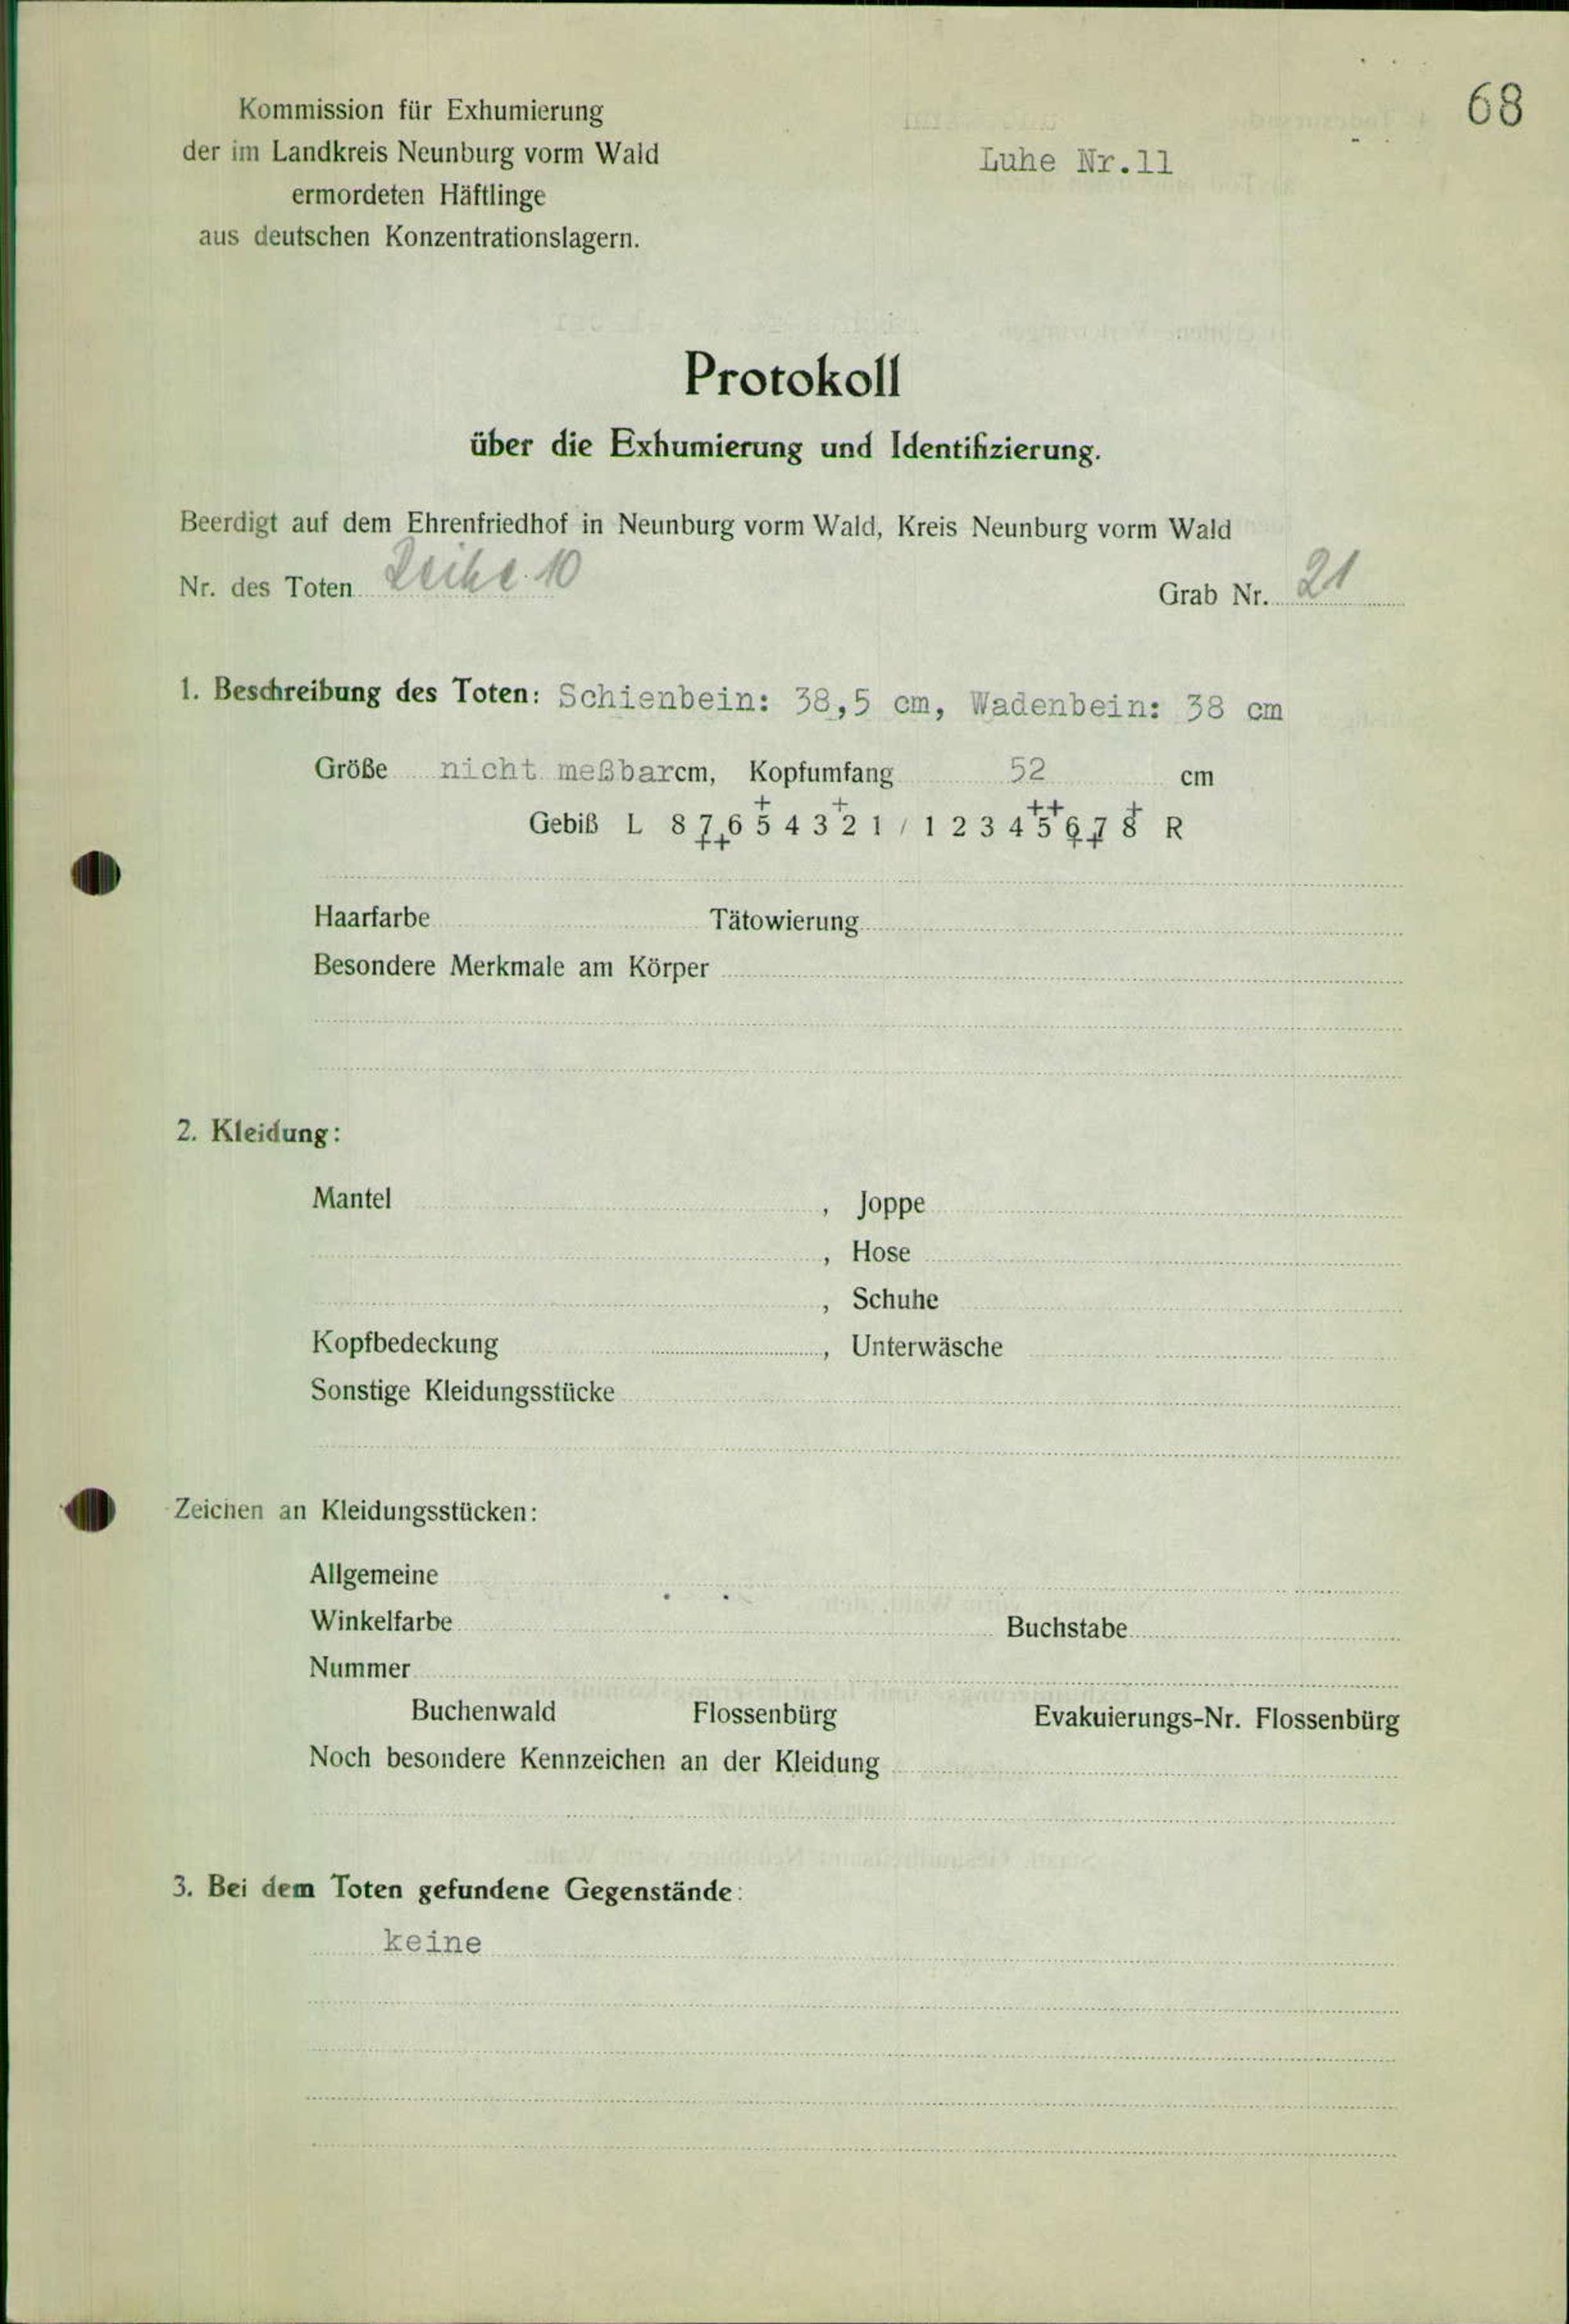 68
Kommission für Exhumierung
der im Landkreis Neunburg vorm Wald
ermordeten Häftlinge
aus deutschen Konzentrationslagern.
Luhe Nr.11
Protokoll
über die Exhumierung und Identifizierung.
Beerdigt auf dem Ehrenfriedhof in Neunburg vorm Wald, Kreis Neunburg vorm Wald
Nr. des Toten 10 Grab Nr. 21
1. Beschreibung des Toten: Schienbein: 38,5 cm, Wadenbein: 38 cm
Größe nicht meßbarcm, Kopfumfang 52 cm
+ + ++ +
Gebiß L 8 7 6 5 4 3 2 1 / 1 2 3 4 5 6 7 8 R
++ ++
Haarfarbe Tätowierung
Besondere Merkmale am Körper
2. Kleidung:
Mantel , Joppe
, Hose
, Schuhe
Kopfbedeckung , Unterwäsche
Sonstige Kleidungsstücke
Zeichen an Kleidungsstücken:
Allgemeine
Winkelfarbe Buchstabe
Nummer
Buchenwald Flossenbürg Evakuierungs-Nr. Flossenbürg
Noch besondere Kennzeichen an der Kleidung
3. Bei dem Toten gefundene Gegenstände:
keine